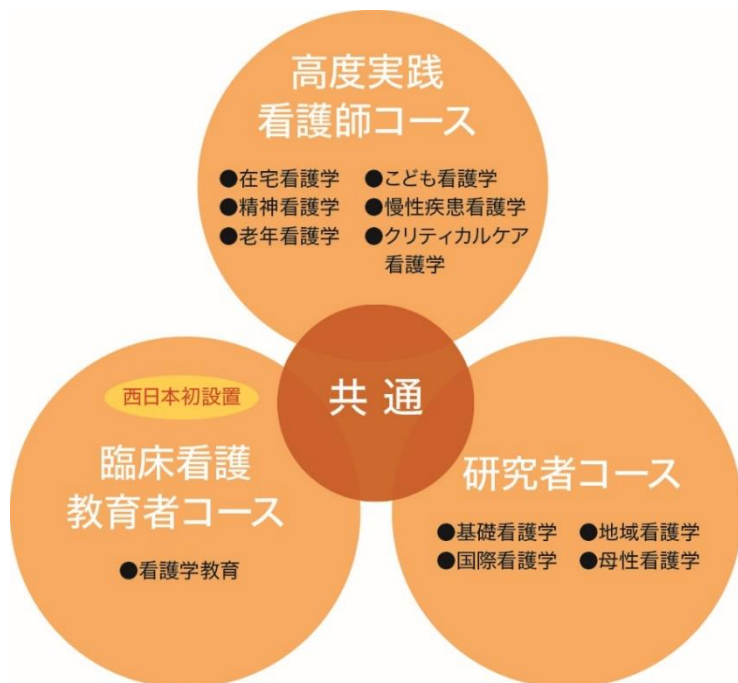 高度実践
看護師コース
●在宅看護学 ●こども看護学
●精神看護学 ●慢性疾患看護学
●老年看護学 ●クリティカルケア
看護学
共通
西日本初設置
臨床看護
教育者コース
●看護学教育
研究者コース
●基礎看護学 ●地域看護学
●国際看護学 ●母性看護学